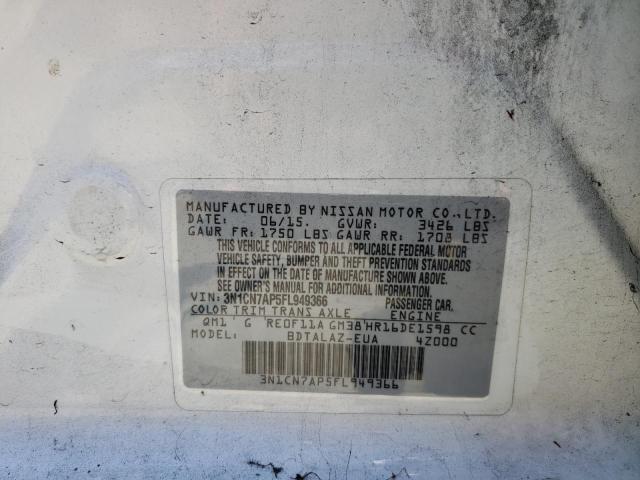 MANUFACTURED BY NISSAN MOTOR CO.,LTD.
DATE: 06/15. GVWR: 3426 LBS
GAWR FR: 1750 LBS GAWR RR: 1708 LBS
THIS VEHICLE CONFORMS TO ALL APPLICABLE FEDERAL MOTOR
VEHICLE SAFETY, BUMPER AND THEFT PREVENTION STANDARDS
IN EFFECT ON THE DATE OF MANUFACTURE SHOWN ABOVE.
SEE OWNER'S MANUAL FOR ADDITIONAL INFORMATION
VIN: 3N1CN7AP5FL949366 PASSENGER CAR.
COLOR TRIM TRANS AXLE ENGINE
QM1 G RE0F11A GM38 HR16DE1598 CC
MODEL: BDTALAZ-EUA 4Z000
3N1CN7AP5FL949366